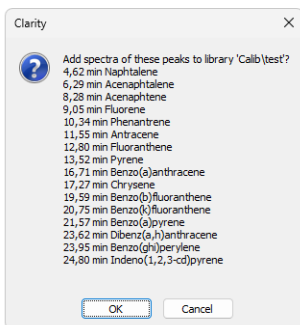 Clarity
Add spectra of these peaks to library 'Calib\test'?
4,62 min Naphtalene
6,29 min Acenaphtalene
8,28 min Acenaphtene
9,05 min Fluorene
10,34 min Phenantrene
11,55 min Antracene
12,80 min Fluoranthene
13,52 min Pyrene
16,71 min Benzo(a)anthracene
17,27 min Chrysene
19,59 min Benzo(b)fluoranthene
20,75 min Benzo(k)fluoranthene
21,57 min Benzo(a)pyrene
23,62 min Dibenz(a,h)anthracene
23,95 min Benzo(ghi)perylene
24,80 min Indeno(1,2,3-cd)pyrene
OK Cancel